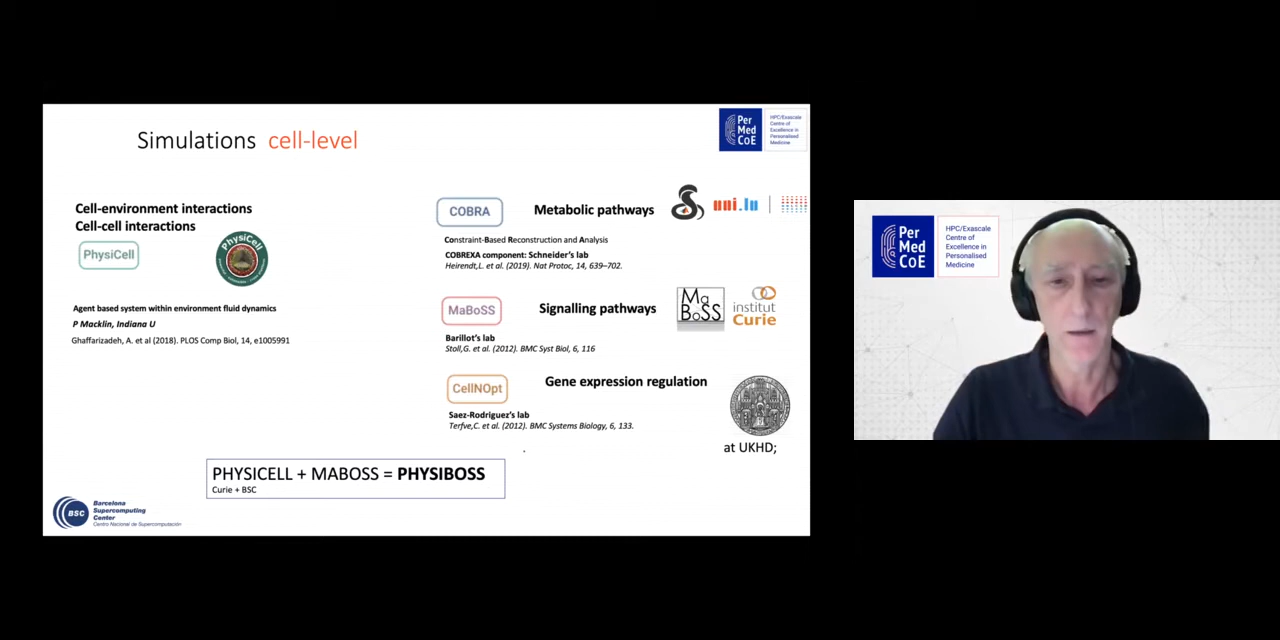 Simulations cell-level
Per
Med
CoE
HPC/Exascale
Centre of
Excellence in
Personalised
Medicine
Cell-environment interactions
Cell-cell interactions
PhysiCell
PhysiCell
Agent based system within environment fluid dynamics
P Macklin, Indiana U
Ghaffarizadeh, A. et al (2018). PLOS Comp Biol, 14, e1005991
COBRA
Metabolic pathways
uni.lu
Constraint-Based Reconstruction and Analysis
COBREXA component: Schneider's lab
Heirendt,L. et al (2019). Nat Protoc, 14, 639–702.
MaBoSS
Signalling pathways
Ma
BoSS
institut
Curie
Barillot's lab
Stoll,G. et al. (2012). BMC Syst Biol, 6, 116
CellNOpt
Gene expression regulation
Saez-Rodriguez's lab
Terfve,C. et al. (2012). BMC Systems Biology, 6, 133.
at UKHD;
PHYSICELL + MABOSS = PHYSIBOSS
Curie + BSC
BSC
Barcelona
Supercomputing
Center
Centro Nacional de Supercomputación
Per
Med
CoE
HPC/Exascale
Centre of
Excellence in
Personalised
Medicine